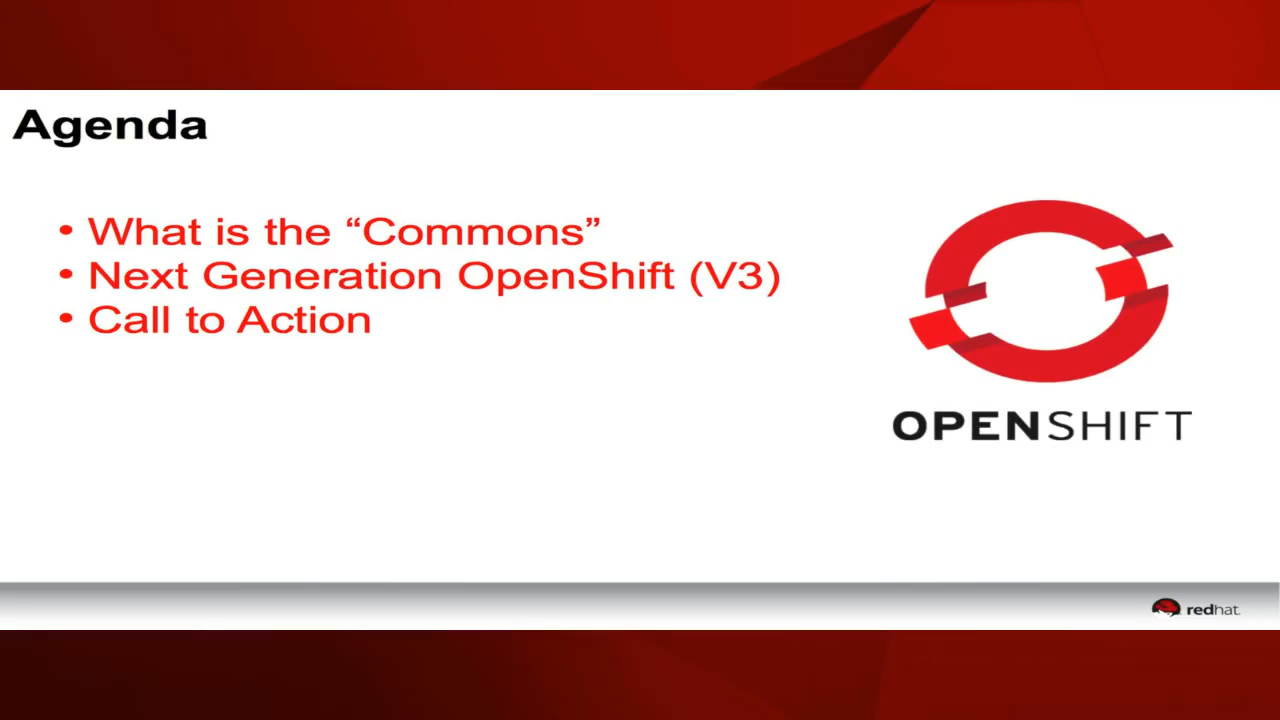 Agenda
• What is the “Commons”
• Next Generation OpenShift (V3)
• Call to Action
OPENSHIFT
redhat.